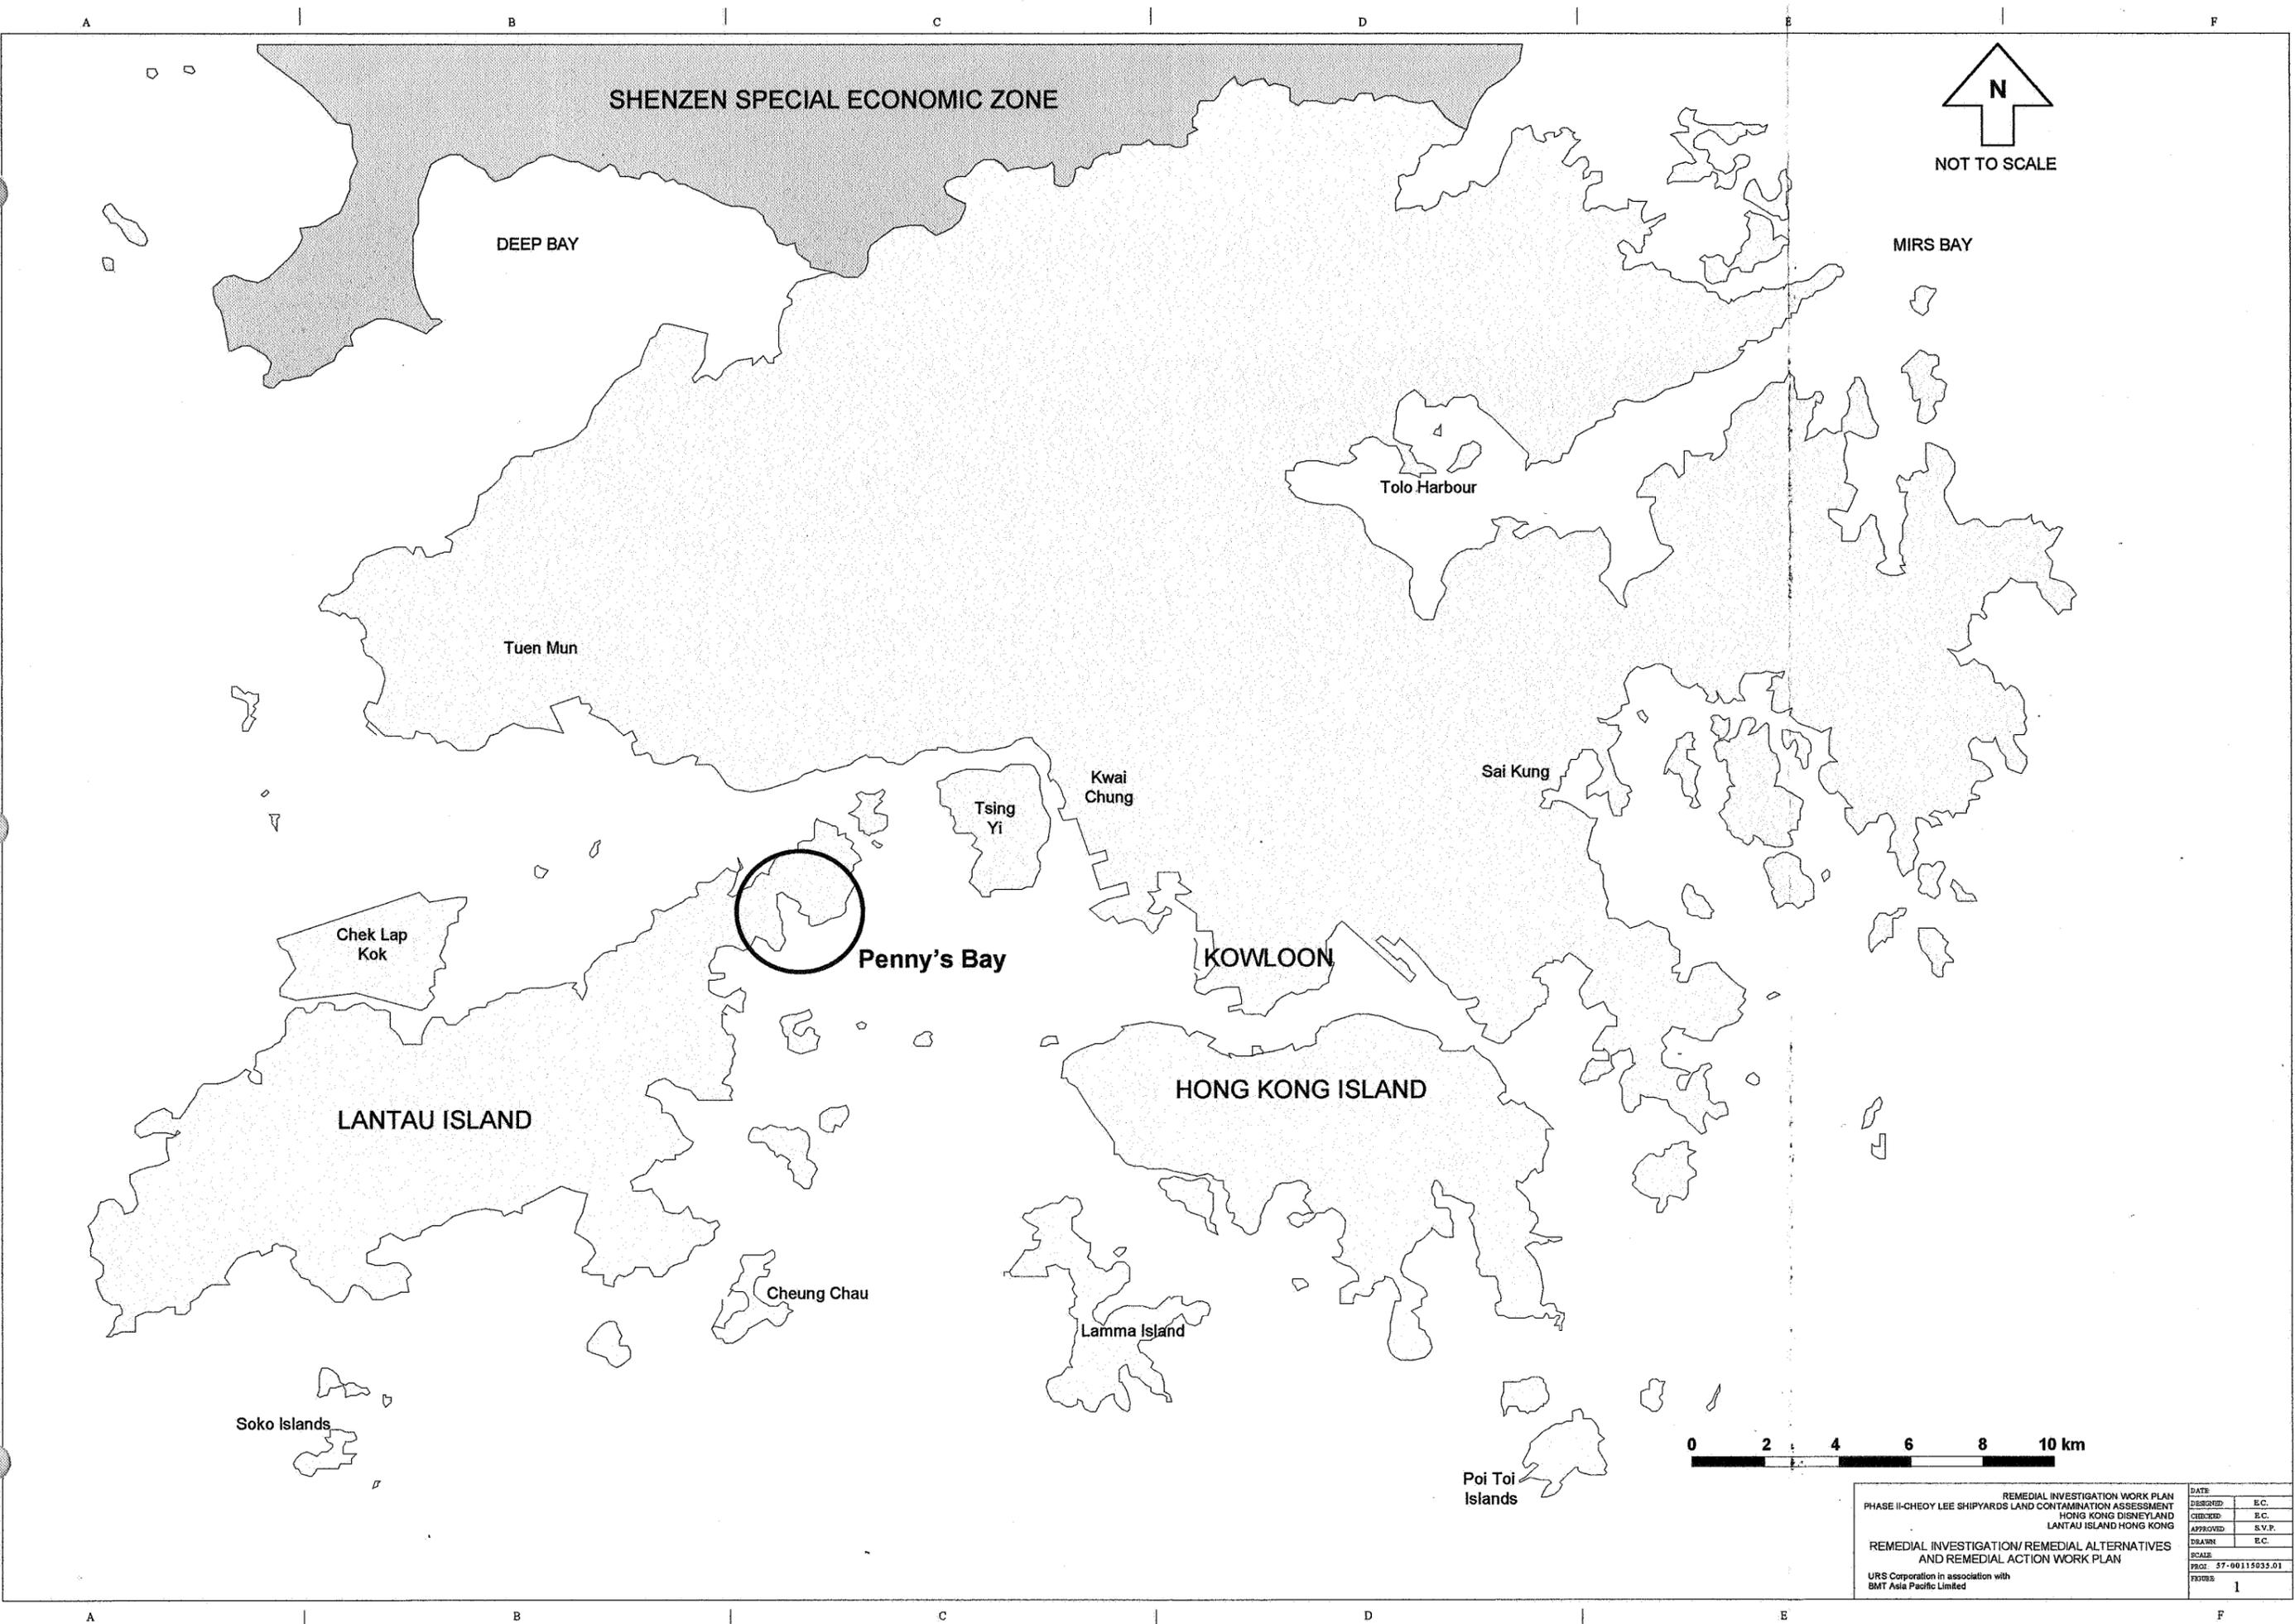 A B C D E F
SHENZEN SPECIAL ECONOMIC ZONE
N
NOT TO SCALE
DEEP BAY
MIRS BAY
Tolo Harbour
Tuen Mun
Sai Kung
Kwai
Chung
Tsing
Yi
Chek Lap
Kok
Penny's Bay
KOWLOON
HONG KONG ISLAND
LANTAU ISLAND
Cheung Chau
Lamma Island
Soko Islands
Poi Toi
Islands
0 2 4 6 8 10 km
REMEDIAL INVESTIGATION WORK PLAN
PHASE II-CHEOY LEE SHIPYARDS LAND CONTAMINATION ASSESSMENT
HONG KONG DISNEYLAND
LANTAU ISLAND HONG KONG
REMEDIAL INVESTIGATION/ REMEDIAL ALTERNATIVES
AND REMEDIAL ACTION WORK PLAN
URS Corporation in association with
BMT Asia Pacific Limited
DATE:
DESIGNED: E.C.
CHECKED: E.C.
APPROVED: S.V.P.
DRAWN: E.C.
SCALE:
PROJ.: 57-00115035.01
FIGURE: 1
A B C D E F